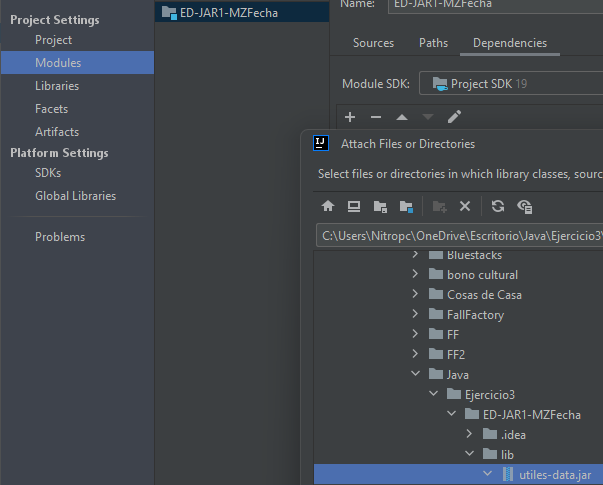 Name: ED-JAR1-MZFecha
Project Settings
ED-JAR1-MZFecha
Project
Sources Paths Dependencies
Modules
Libraries
Module SDK: Project SDK 19
Facets
Artifacts
Platform Settings
IJ Attach Files or Directories
SDKs
Select files or directories in which library classes, sourc
Global Libraries
Problems
C:\Users\Nitropc\OneDrive\Escritorio\Java\Ejercicio3\
Bluestacks
bono cultural
Cosas de Casa
FallFactory
FF
FF2
Java
Ejercicio3
ED-JAR1-MZFecha
.idea
lib
utiles-data.jar